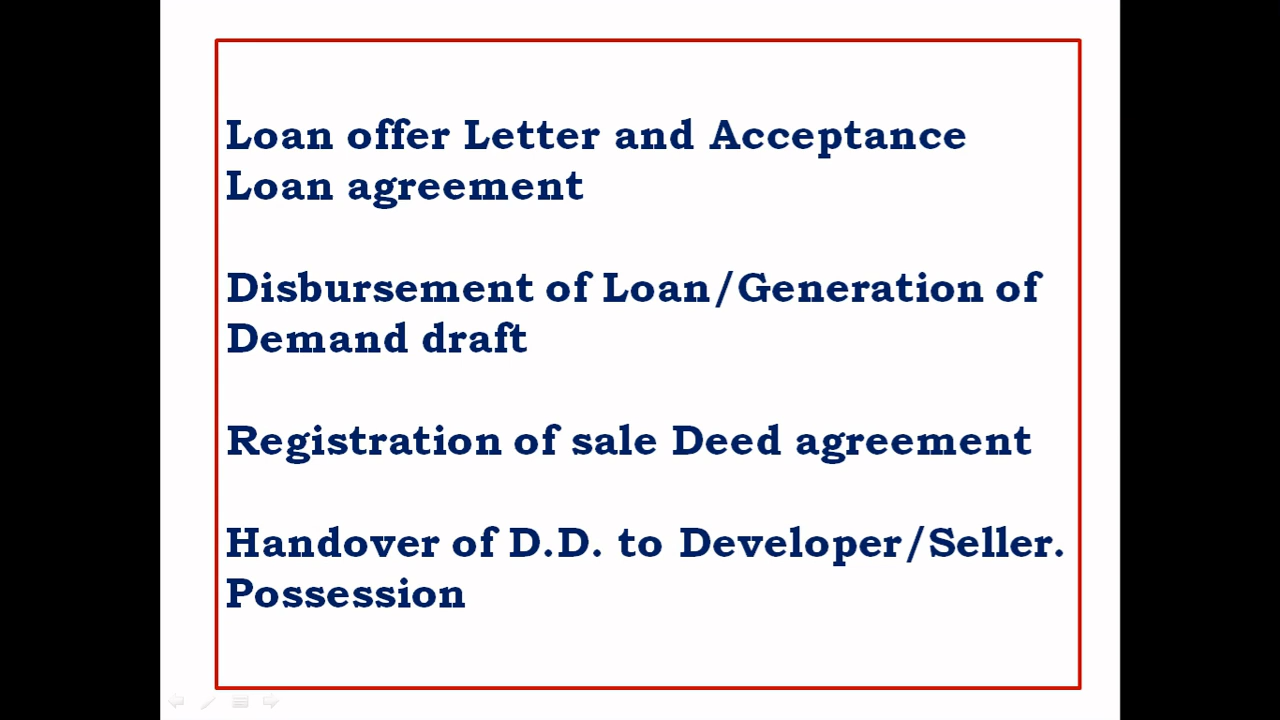 Loan offer Letter and Acceptance
Loan agreement
Disbursement of Loan/Generation of
Demand draft
Registration of sale Deed agreement
Handover of D.D. to Developer/Seller.
Possession